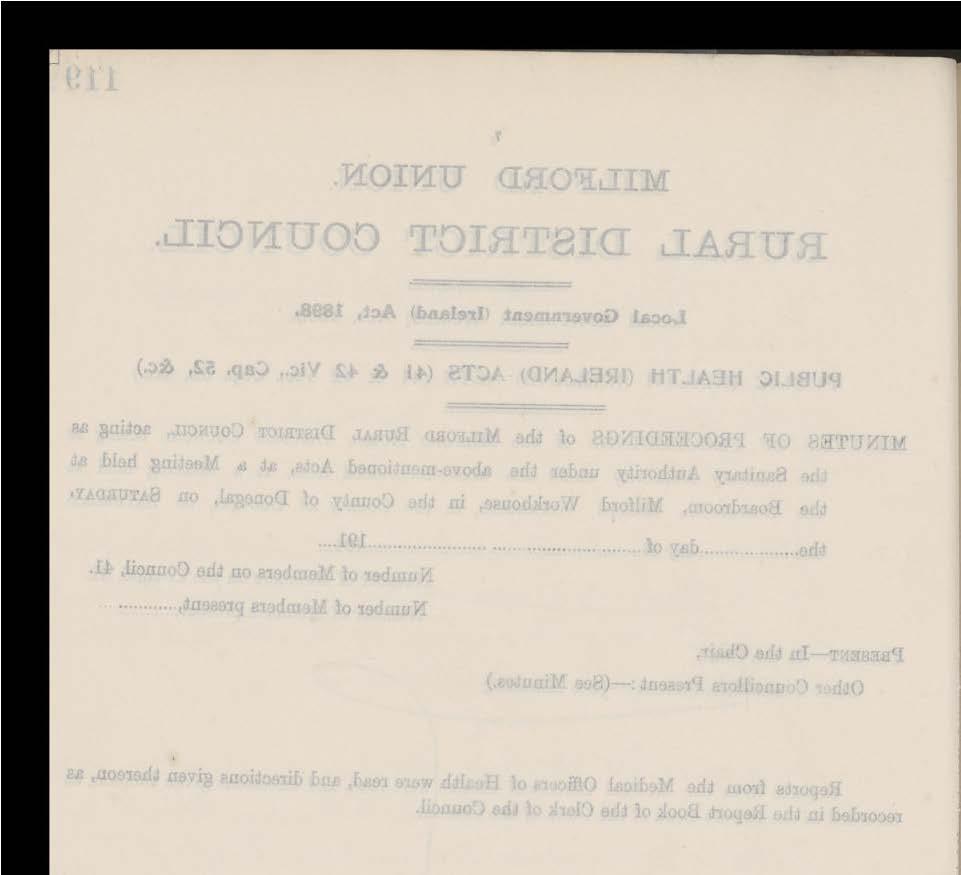 119
MILFORD UNION.
RURAL DISTRICT COUNCIL.
Local Government (Ireland) Act, 1898.
PUBLIC HEALTH (IRELAND) ACTS (41 & 42 Vic., Cap. 52, &c.)
MINUTES OF PROCEEDINGS of the MILFORD RURAL DISTRICT COUNCIL, acting as
the Sanitary Authority under the above-mentioned Acts, at a Meeting held at
the Boardroom, Milford Workhouse, in the County of Donegal, on SATURDAY,
the....................day of.................................................191....
Number of Members on the Council, 41.
Number of Members present,............
PRESENT—In the Chair.
Other Councillors Present:—(See Minutes.)
Reports from the Medical Officers of Health were read, and directions given thereon, as
recorded in the Report Book of the Clerk of the Council.